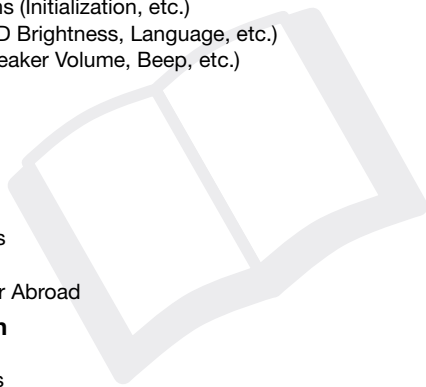 ns (Initialization, etc.)
D Brightness, Language, etc.)
eaker Volume, Beep, etc.)
s
r Abroad
n
s